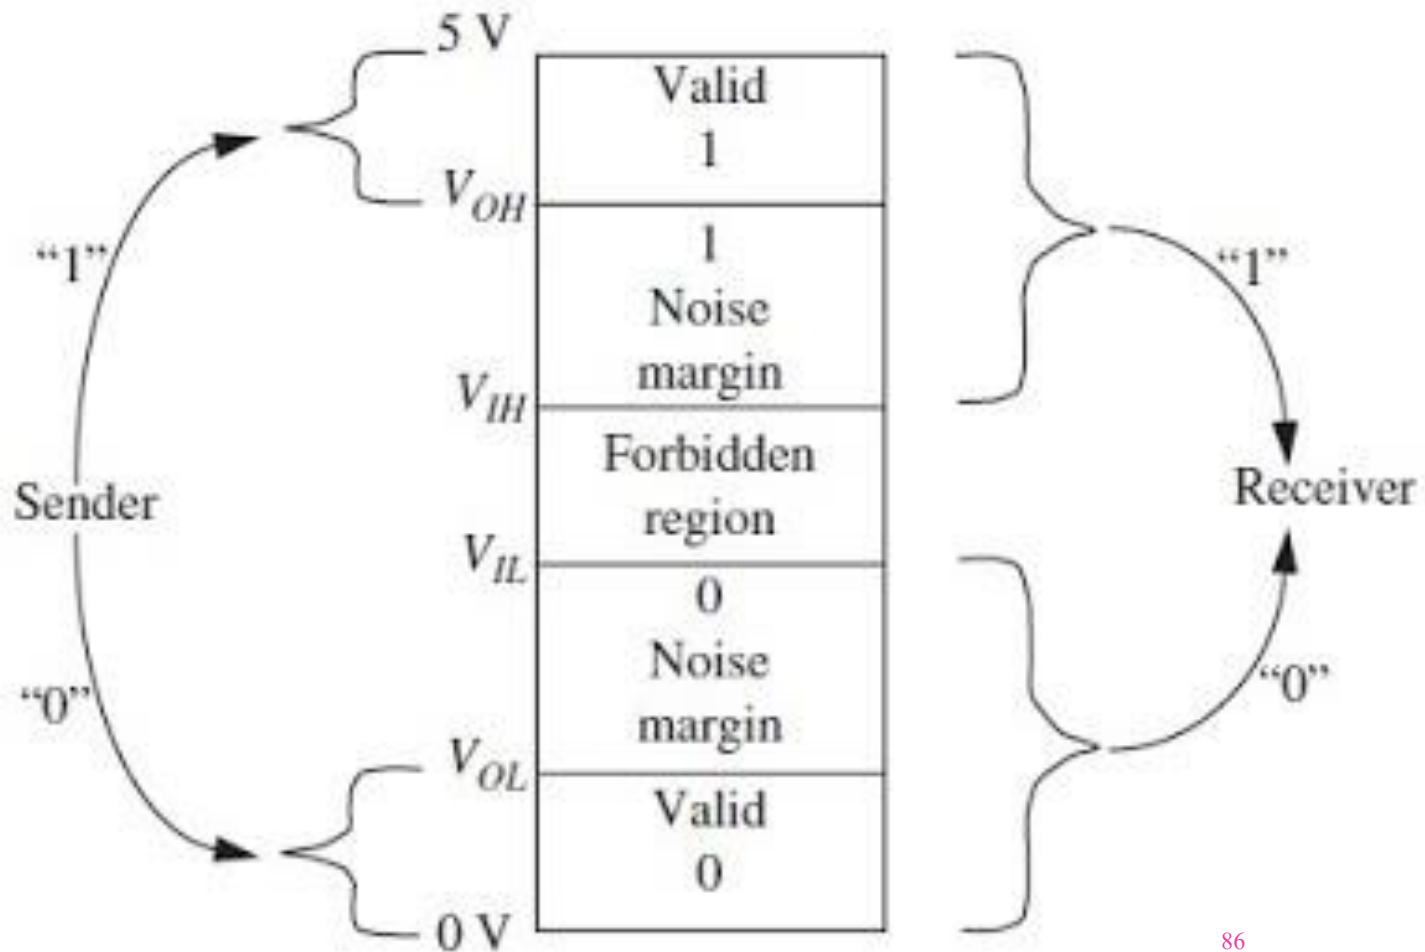 5 V
Valid
1
V_OH
“1”
1
Noise
margin
“1”
V_IH
Forbidden
region
Sender
Receiver
V_IL
0
Noise
margin
“0”
“0”
V_OL
Valid
0
0 V
86